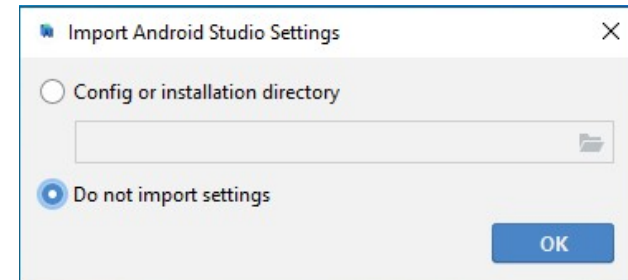 Import Android Studio Settings
Config or installation directory
Do not import settings
OK